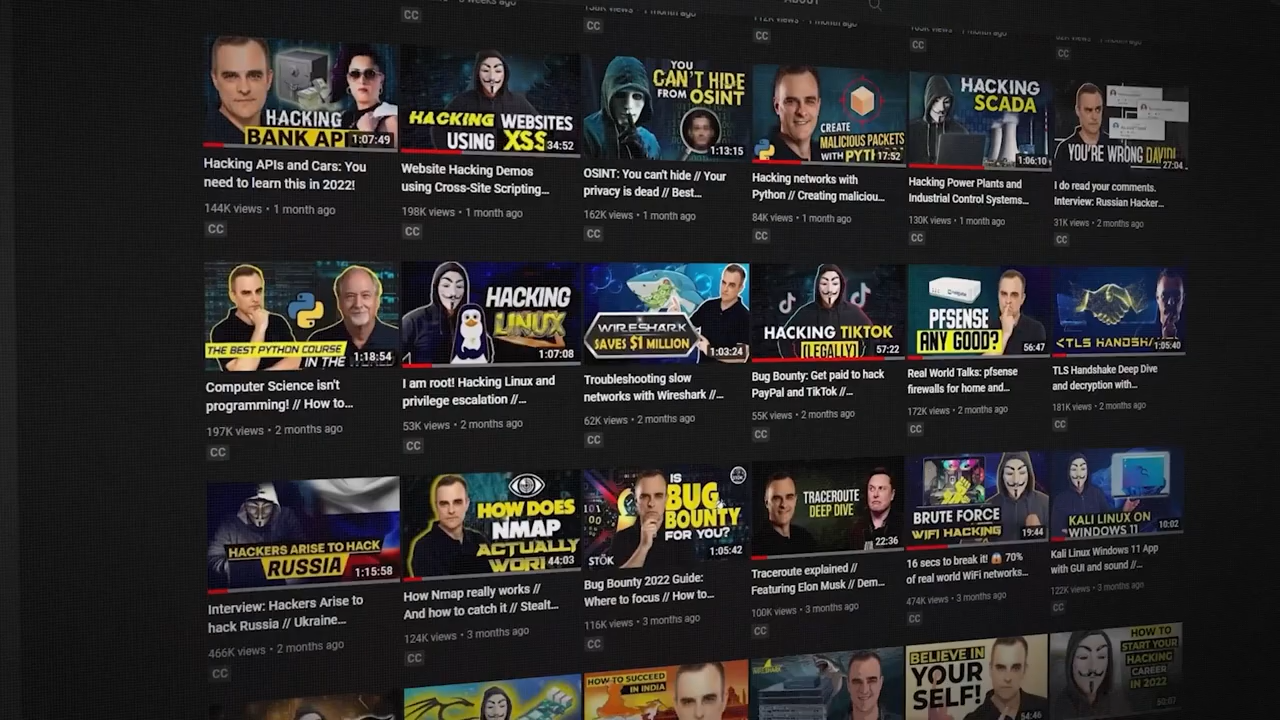 ABOUT
CC
CC
CC
CC
CC
HACKING
BANK API
1:07:49
Hacking APIs and Cars: You
need to learn this in 2022!
144K views • 1 month ago
CC
HACKING WEBSITES
USING XSS
34:52
Website Hacking Demos
using Cross-Site Scripting...
198K views • 1 month ago
CC
YOU
CAN'T HIDE
FROM OSINT
1:13:15
OSINT: You can't hide // Your
privacy is dead // Best...
162K views • 1 month ago
CC
CREATE
MALICIOUS PACKETS
WITH PYTH
17:52
Hacking networks with
Python // Creating maliciou...
84K views • 1 month ago
CC
HACKING
SCADA
1:06:10
Hacking Power Plants and
Industrial Control Systems...
130K views • 1 month ago
CC
YOU'RE WRONG DAVID!
27:04
I do read your comments.
Interview: Russian Hacker...
31K views • 2 months ago
CC
THE BEST PYTHON COURSE
IN THE WORLD
1:18:54
Computer Science isn't
programming! // How to...
197K views • 2 months ago
CC
HACKING
LINUX
1:07:08
I am root! Hacking Linux and
privilege escalation //...
53K views • 2 months ago
CC
WIRESHARK
SAVES $1 MILLION
1:03:24
Troubleshooting slow
networks with Wireshark //...
62K views • 2 months ago
CC
HACKING TIKTOK
[LEGALLY]
57:22
Bug Bounty: Get paid to hack
PayPal and TikTok //...
55K views • 2 months ago
CC
PFSENSE
ANY GOOD?
56:47
Real World Talks: pfsense
firewalls for home and...
172K views • 2 months ago
CC
<TLS HANDSHA
1:05:40
TLS Handshake Deep Dive
and decryption with...
181K views • 2 months ago
CC
HACKERS ARISE TO HACK
RUSSIA
1:15:58
Interview: Hackers Arise to
hack Russia // Ukraine...
466K views • 2 months ago
CC
HOW DOES
NMAP
ACTUALLY
WORK
44:03
How Nmap really works //
And how to catch it // Stealt...
124K views • 3 months ago
CC
IS
BUG
BOUNTY
FOR YOU?
STÖK
1:05:42
Bug Bounty 2022 Guide:
Where to focus // How to...
116K views • 3 months ago
CC
TRACEROUTE
DEEP DIVE
22:36
Traceroute explained //
Featuring Elon Musk // Dem...
100K views • 3 months ago
CC
BRUTE FORCE
WIFI HACKING
19:44
16 secs to break it! 😱 70%
of real world WiFi networks...
474K views • 3 months ago
CC
KALI LINUX ON
WINDOWS 11
10:02
Kali Linux Windows 11 App
with GUI and sound //...
122K views • 3 months ago
CC
HOW TO SUCCEED
IN INDIA
BELIEVE IN
YOUR
SELF!
54:46
HOW TO
START YOUR
HACKING
CAREER
IN 2022
50:07